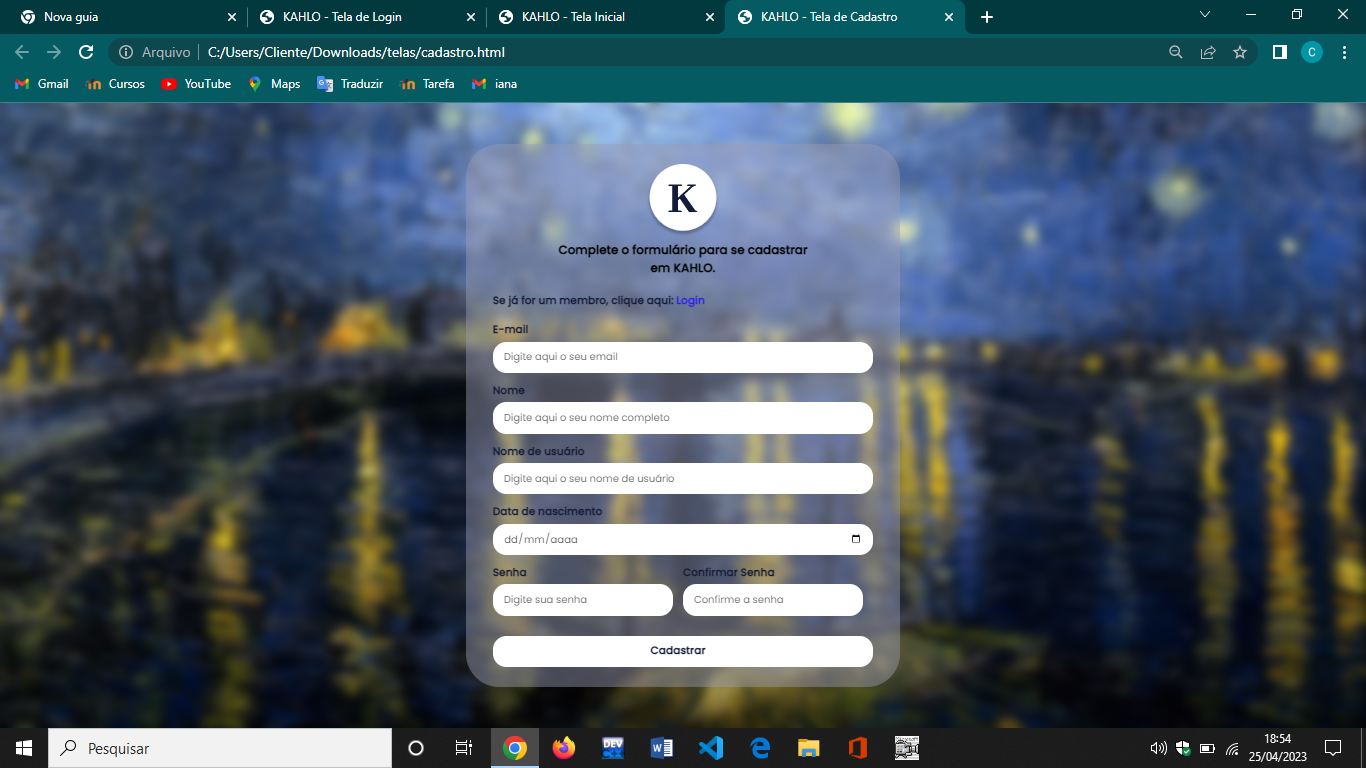 Nova guia
KAHLO - Tela de Login
KAHLO - Tela Inicial
KAHLO - Tela de Cadastro
Arquivo
C:/Users/Cliente/Downloads/telas/cadastro.html
C
Gmail
Cursos
YouTube
Maps
Traduzir
Tarefa
iana
K
Complete o formulário para se cadastrar
em KAHLO.
Se já for um membro, clique aqui: Login
E-mail
Digite aqui o seu email
Nome
Digite aqui o seu nome completo
Nome de usuário
Digite aqui o seu nome de usuário
Data de nascimento
dd/mm/aaaa
Senha
Confirmar Senha
Digite sua senha
Confirme a senha
Cadastrar
Pesquisar
DEV
18:54
25/04/2023